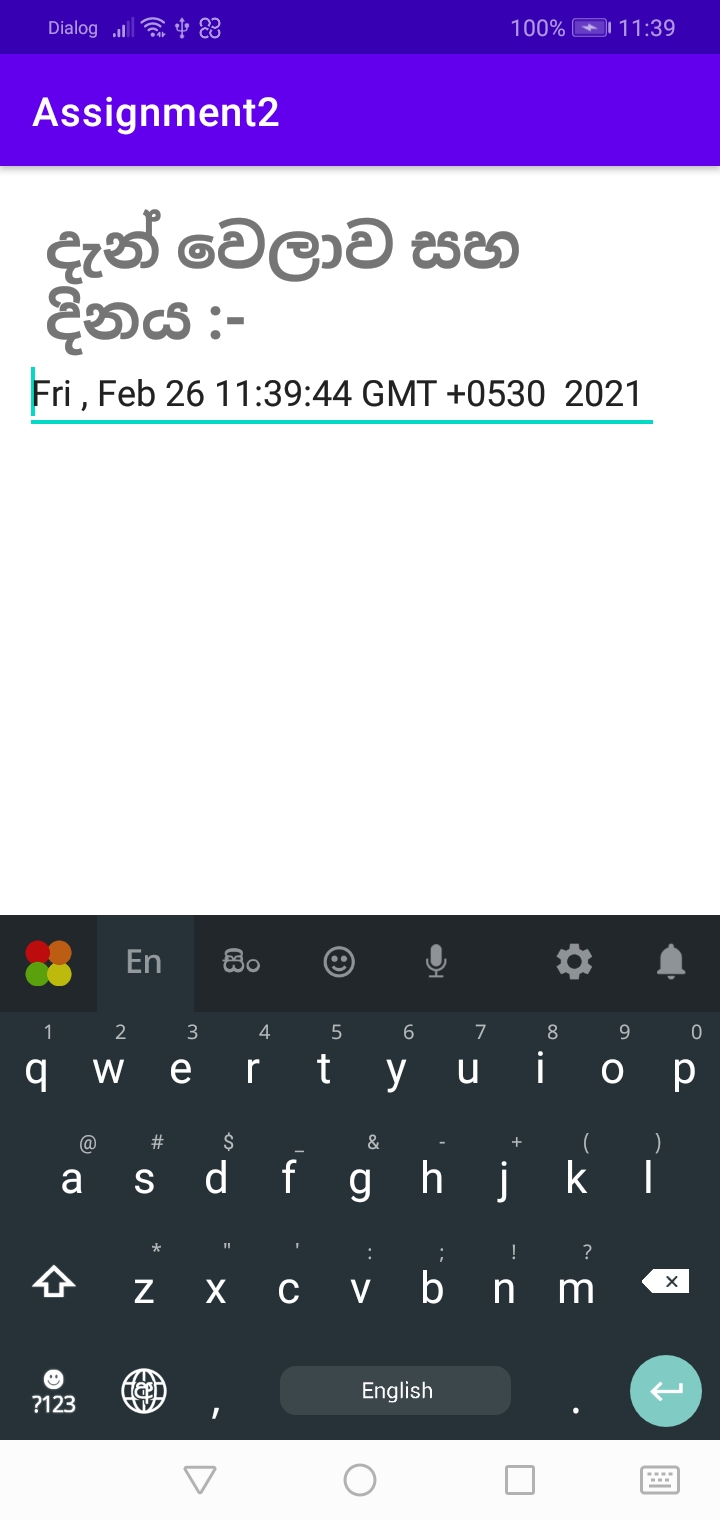 Dialog 100% 11:39
Assignment2
දැන් වෙලාව සහ
දිනය :-
Fri , Feb 26 11:39:44 GMT +0530  2021
En සිං
1 2 3 4 5 6 7 8 9 0
q w e r t y u i o p
@ # $ _ & - + ( )
a s d f g h j k l
* " ' : ; ! ?
z x c v b n m
?123 , English .